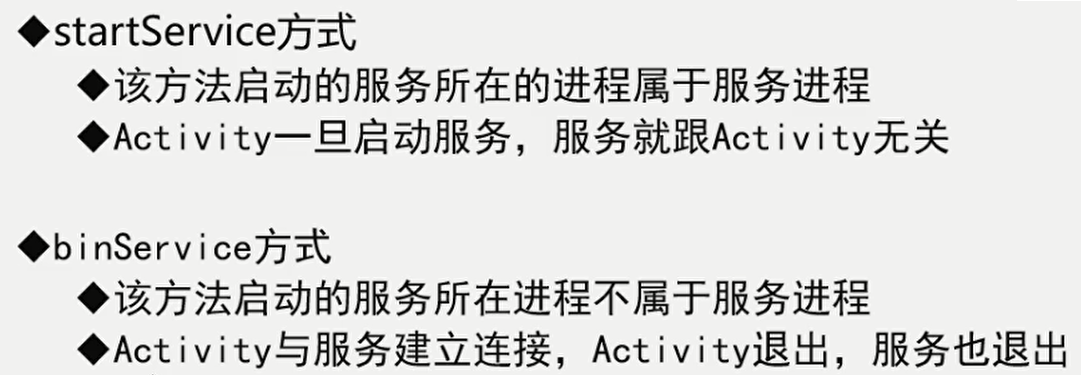 ◆startService方式
◆该方法启动的服务所在的进程属于服务进程
◆Activity一旦启动服务，服务就跟Activity无关
◆binService方式
◆该方法启动的服务所在进程不属于服务进程
◆Activity与服务建立连接，Activity退出，服务也退出